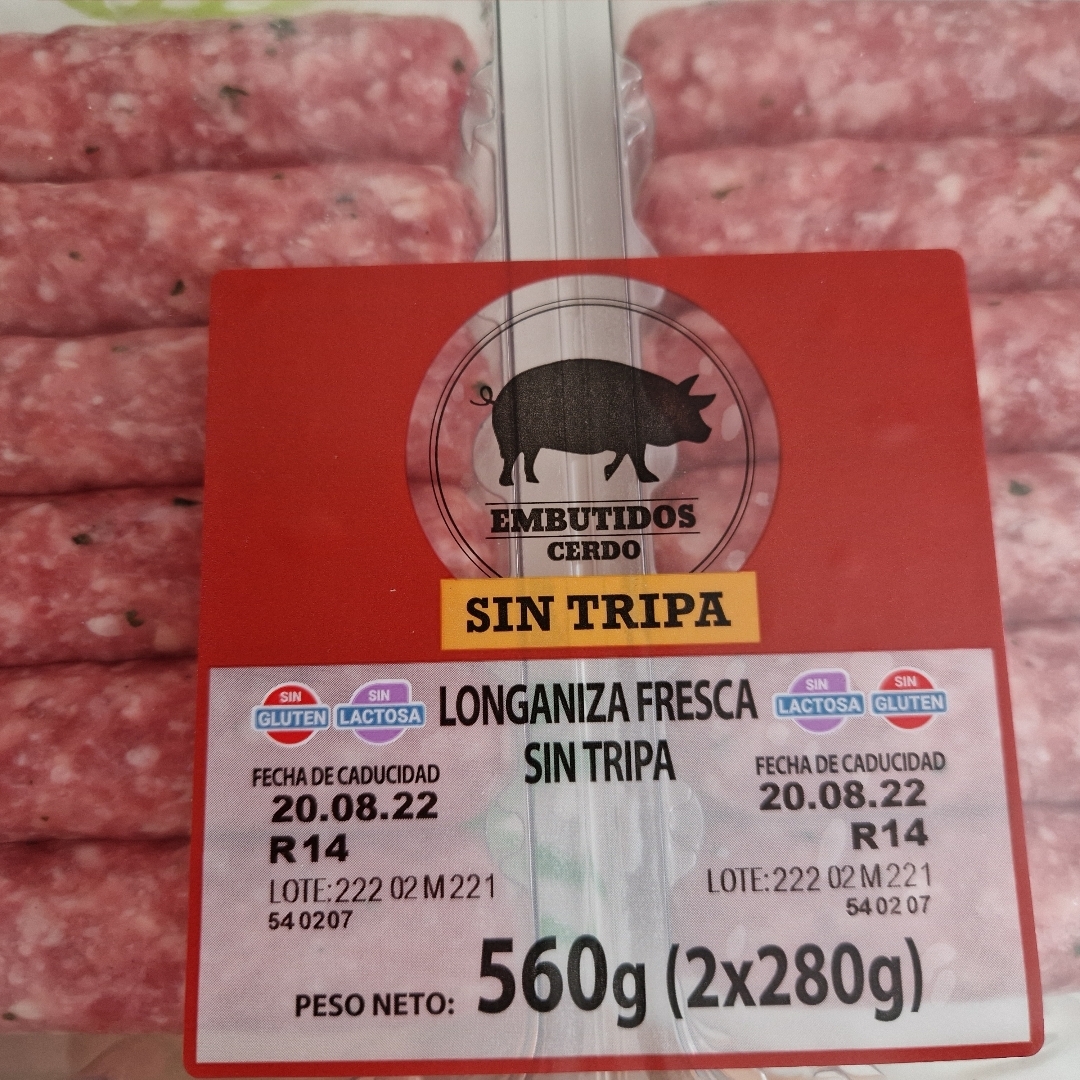 EMBUTIDOS
CERDO
SIN TRIPA
SIN GLUTEN
SIN LACTOSA
LONGANIZA FRESCA
SIN TRIPA
SIN LACTOSA
SIN GLUTEN
FECHA DE CADUCIDAD
20.08.22
R14
LOTE:222 02 M 221
54 02 07
FECHA DE CADUCIDAD
20.08.22
R14
LOTE:222 02 M 221
54 02 07
PESO NETO: 560g (2x280g)